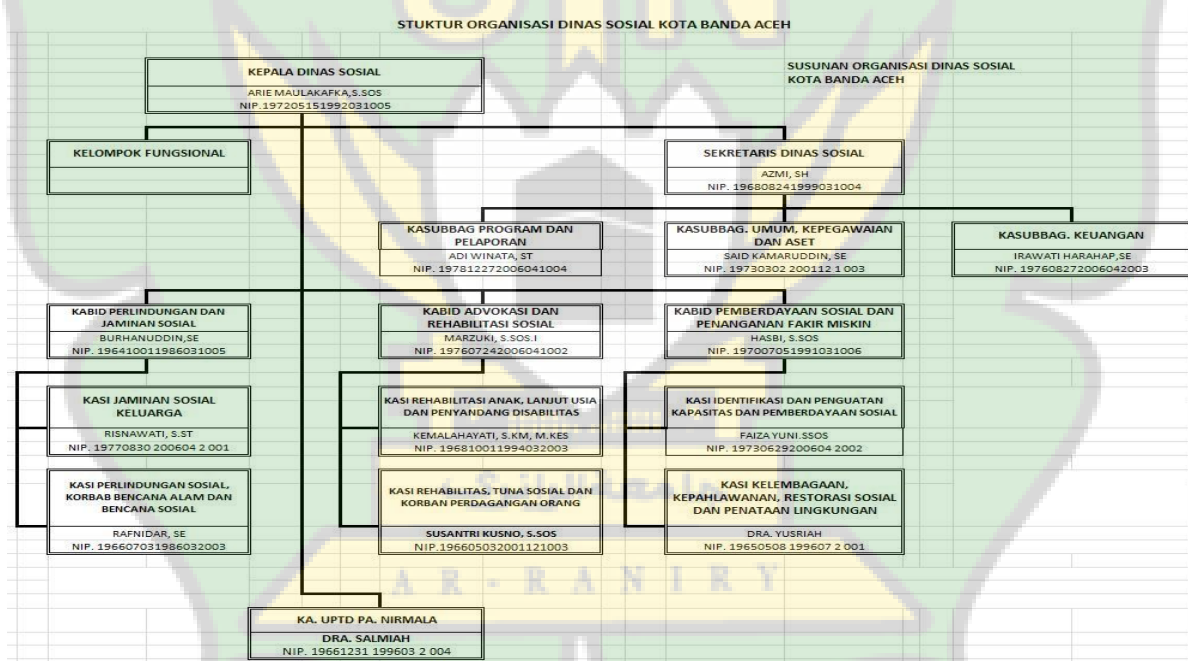 STUKTUR ORGANISASI DINAS SOSIAL KOTA BANDA ACEH
SUSUNAN ORGANISASI DINAS SOSIAL
KOTA BANDA ACEH
KEPALA DINAS SOSIAL
ARIE MAULAKAFKA,S.SOS
NIP.197205151992031005
KELOMPOK FUNGSIONAL
SEKRETARIS DINAS SOSIAL
AZMI, SH
NIP. 196808241999031004
KASUBBAG PROGRAM DAN
PELAPORAN
ADI WINATA, ST
NIP. 197812272006041004
KASUBBAG. UMUM, KEPEGAWAIAN
DAN ASET
SAID KAMARUDDIN, SE
NIP. 19730302 200112 1 003
KASUBBAG. KEUANGAN
IRAWATI HARAHAP,SE
NIP. 197608272006042003
KABID PERLINDUNGAN DAN
JAMINAN SOSIAL
BURHANUDDIN,SE
NIP. 196410011986031005
KABID ADVOKASI DAN
REHABILITASI SOSIAL
MARZUKI, S.SOS.I
NIP. 197607242006041002
KABID PEMBERDAYAAN SOSIAL DAN
PENANGANAN FAKIR MISKIN
HASBI, S.SOS
NIP. 197007051991031006
KASI JAMINAN SOSIAL
KELUARGA
RISNAWATI, S.ST
NIP. 19770830 200604 2 001
KASI REHABILITASI ANAK, LANJUT USIA
DAN PENYANDANG DISABILITAS
KEMALAHAYATI, S.KM, M.KES
NIP. 196810011994032003
KASI IDENTIFIKASI DAN PENGUATAN
KAPASITAS DAN PEMBERDAYAAN SOSIAL
FAIZA YUNI.SSOS
NIP. 19730629200604 2002
KASI PERLINDUNGAN SOSIAL,
KORBAB BENCANA ALAM DAN
BENCANA SOSIAL
RAFNIDAR, SE
NIP. 196607031986032003
KASI REHABILITAS, TUNA SOSIAL DAN
KORBAN PERDAGANGAN ORANG
SUSANTRI KUSNO, S.SOS
NIP.196605032001121003
KASI KELEMBAGAAN,
KEPAHLAWANAN, RESTORASI SOSIAL
DAN PENATAAN LINGKUNGAN
DRA. YUSRIAH
NIP. 19650508 199607 2 001
AR-RANIRY
KA. UPTD PA. NIRMALA
DRA. SALMIAH
NIP. 19661231 199603 2 004